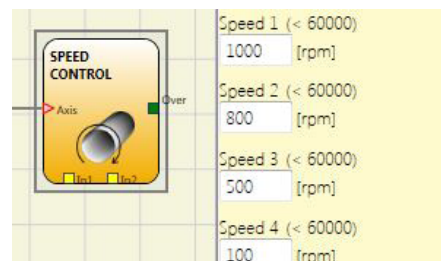 SPEED
CONTROL
Axis
Over
In1
In2
Speed 1 (< 60000)
1000 [rpm]
Speed 2 (< 60000)
800 [rpm]
Speed 3 (< 60000)
500 [rpm]
Speed 4 (< 60000)
100 [rpm]